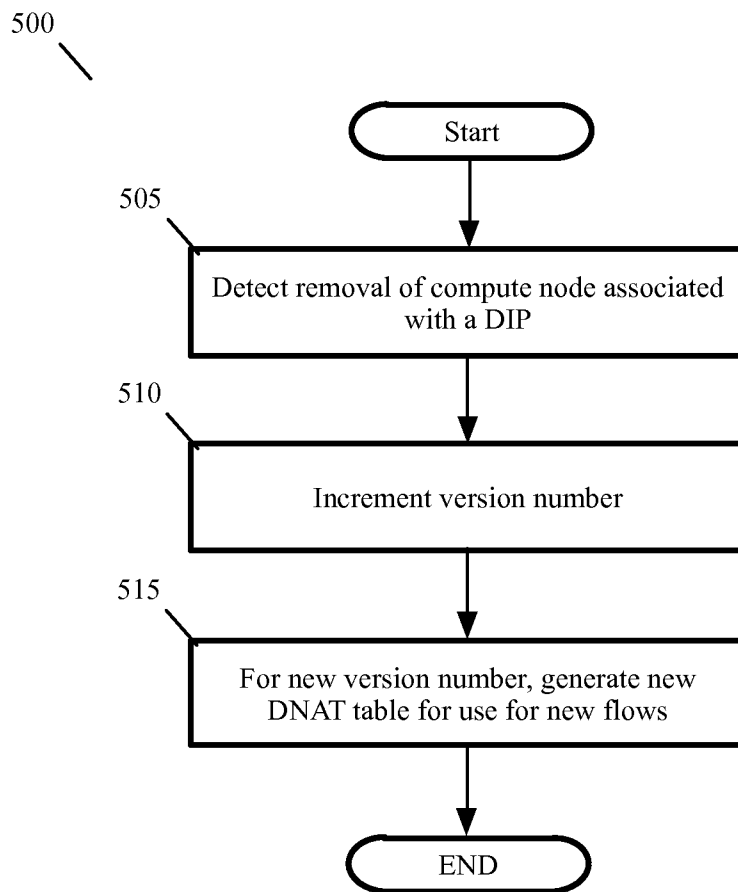 500
Start
505
Detect removal of compute node associated
with a DIP
510
Increment version number
515
For new version number, generate new
DNAT table for use for new flows
END